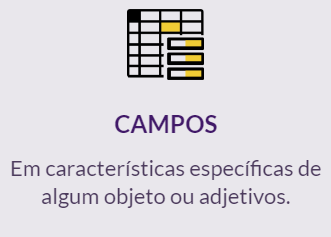 CAMPOS
Em características específicas de
algum objeto ou adjetivos.